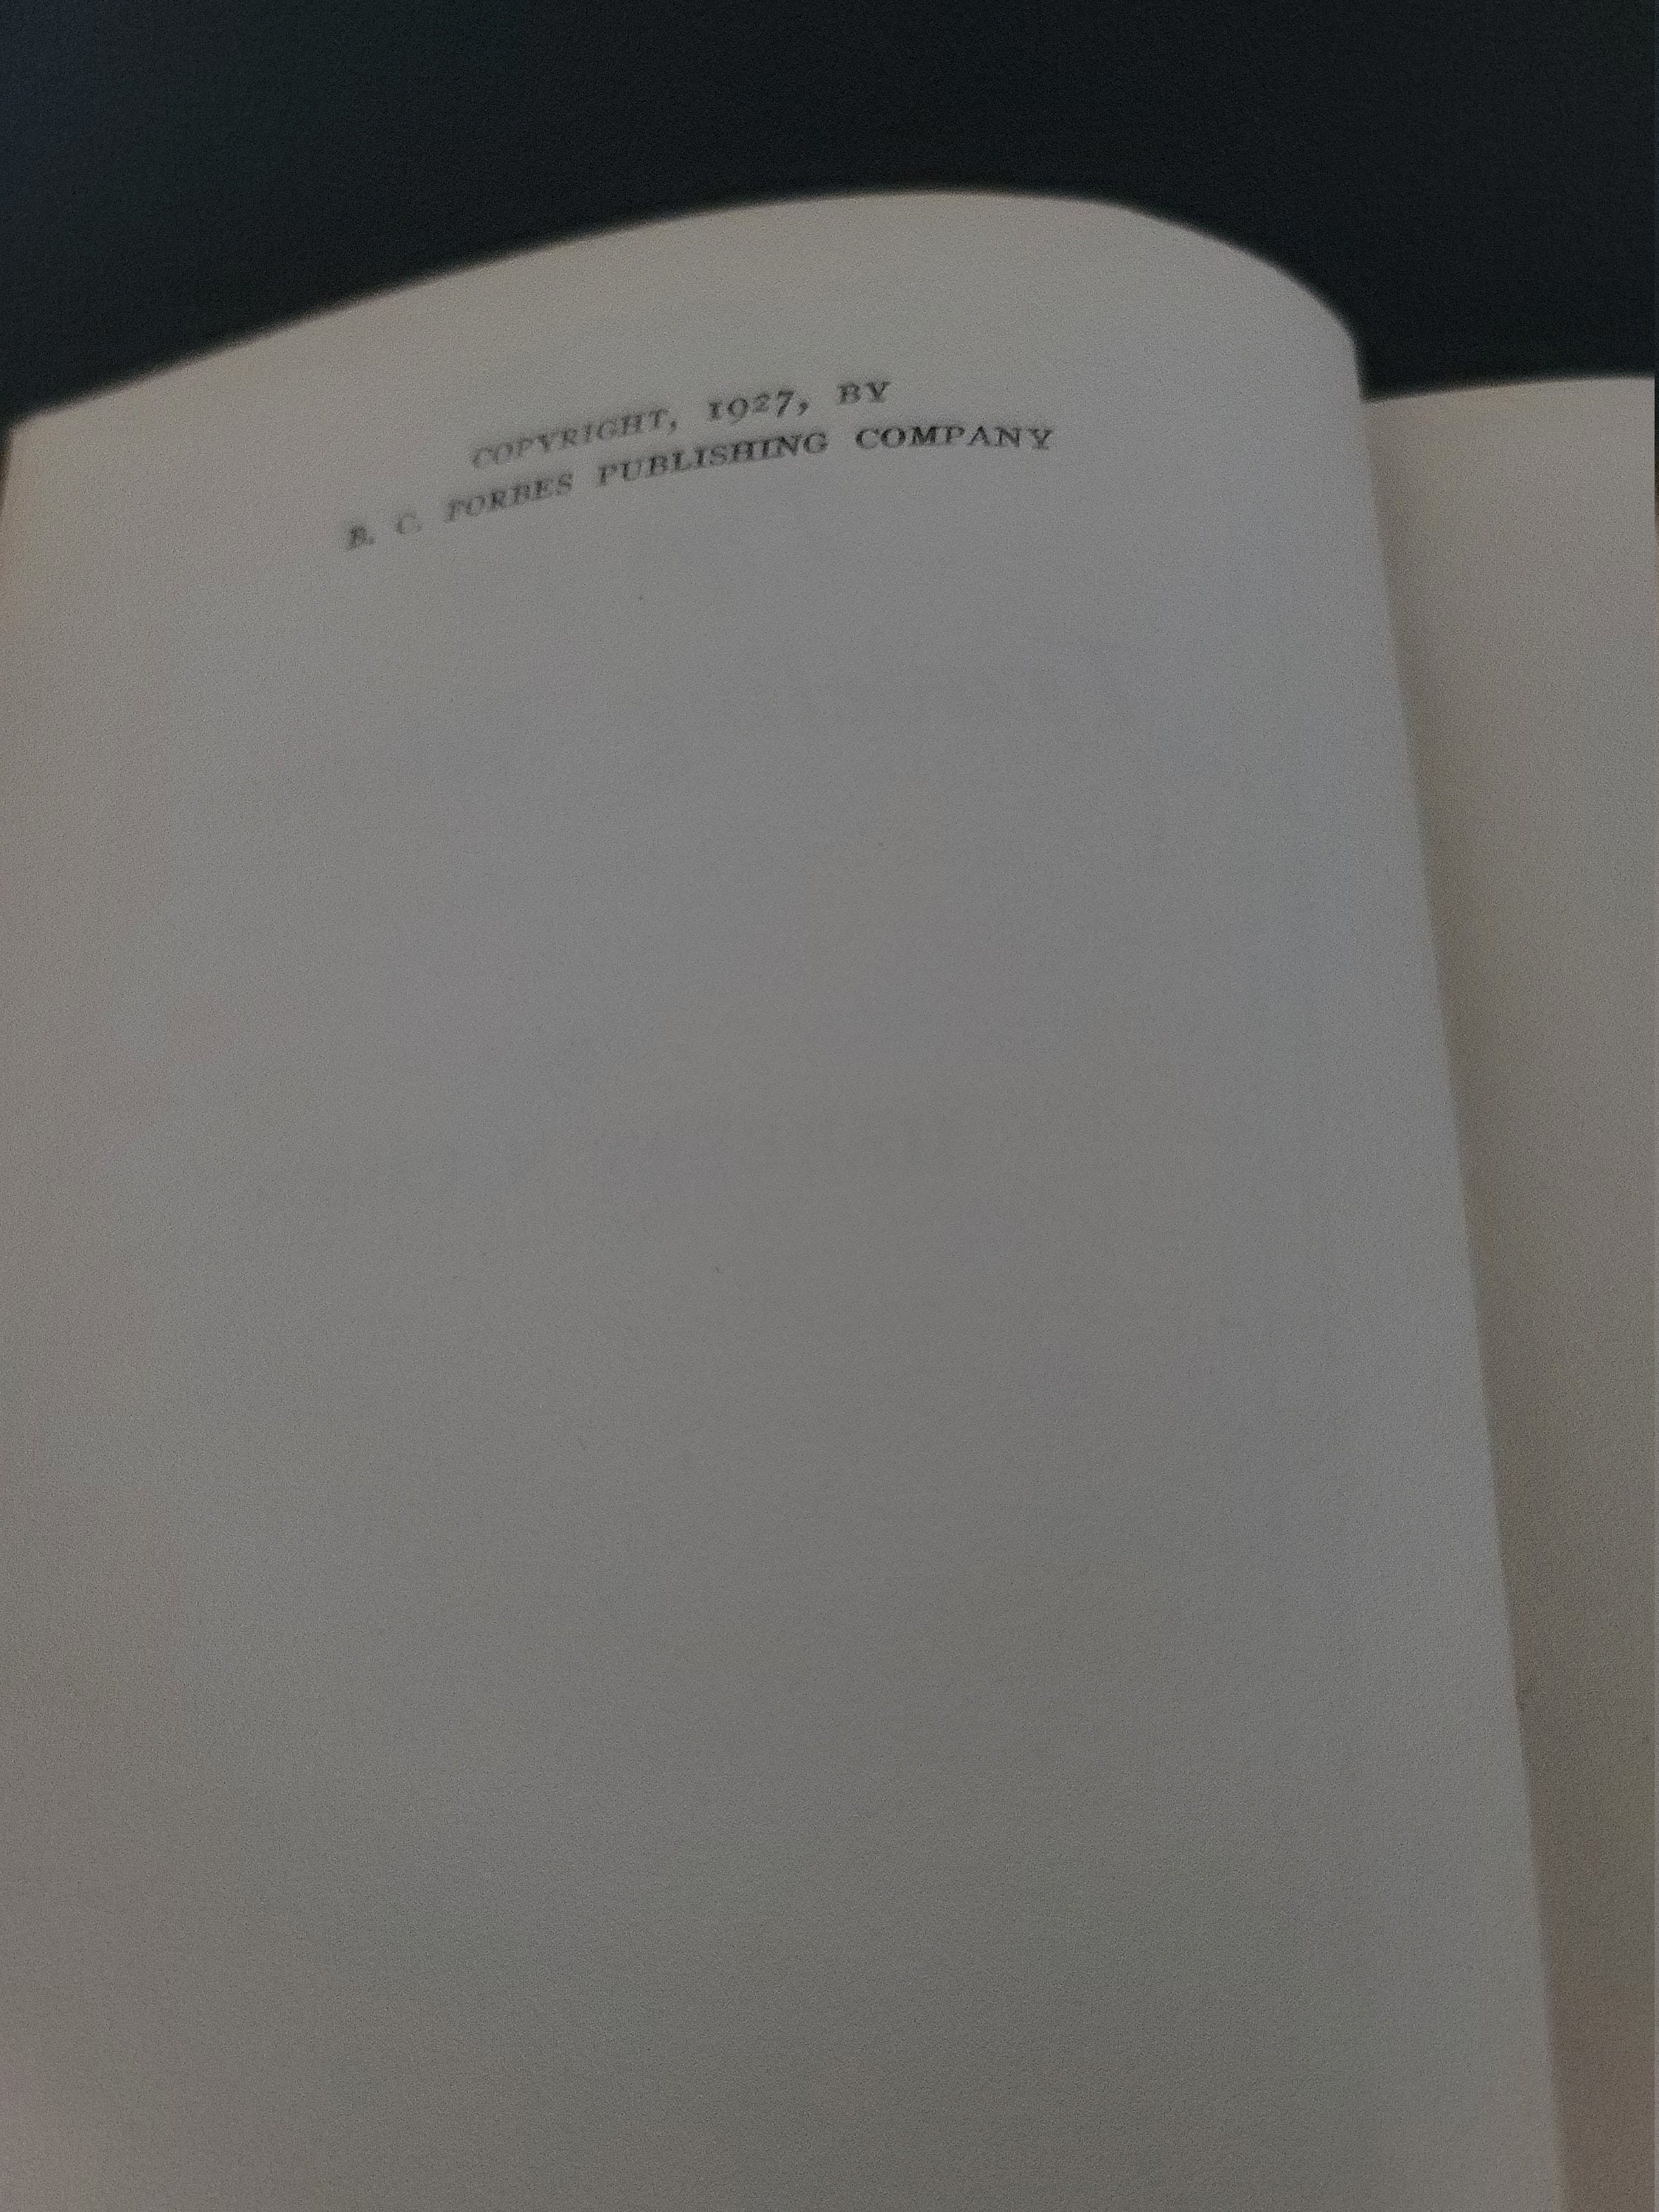 COPYRIGHT, 1927, BY
B. C. FORBES PUBLISHING COMPANY